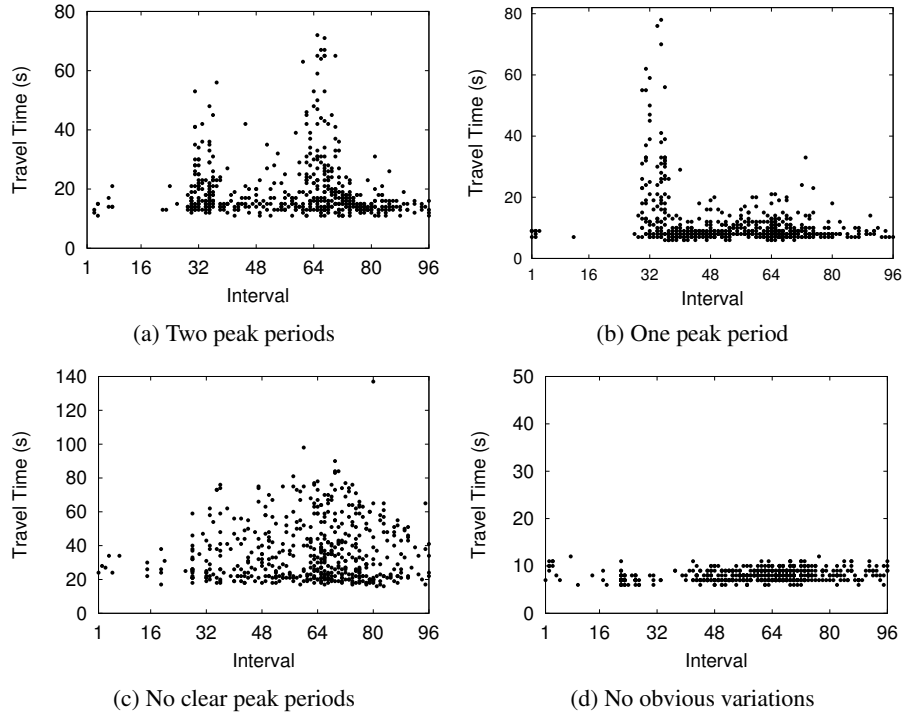 80
60
40
20
0
Travel Time (s)
1 16 32 48 64 80 96
Interval
(a) Two peak periods
80
60
40
20
0
Travel Time (s)
1 16 32 48 64 80 96
Interval
(b) One peak period
140
120
100
80
60
40
20
0
Travel Time (s)
1 16 32 48 64 80 96
Interval
(c) No clear peak periods
50
40
30
20
10
0
Travel Time (s)
1 16 32 48 64 80 96
Interval
(d) No obvious variations